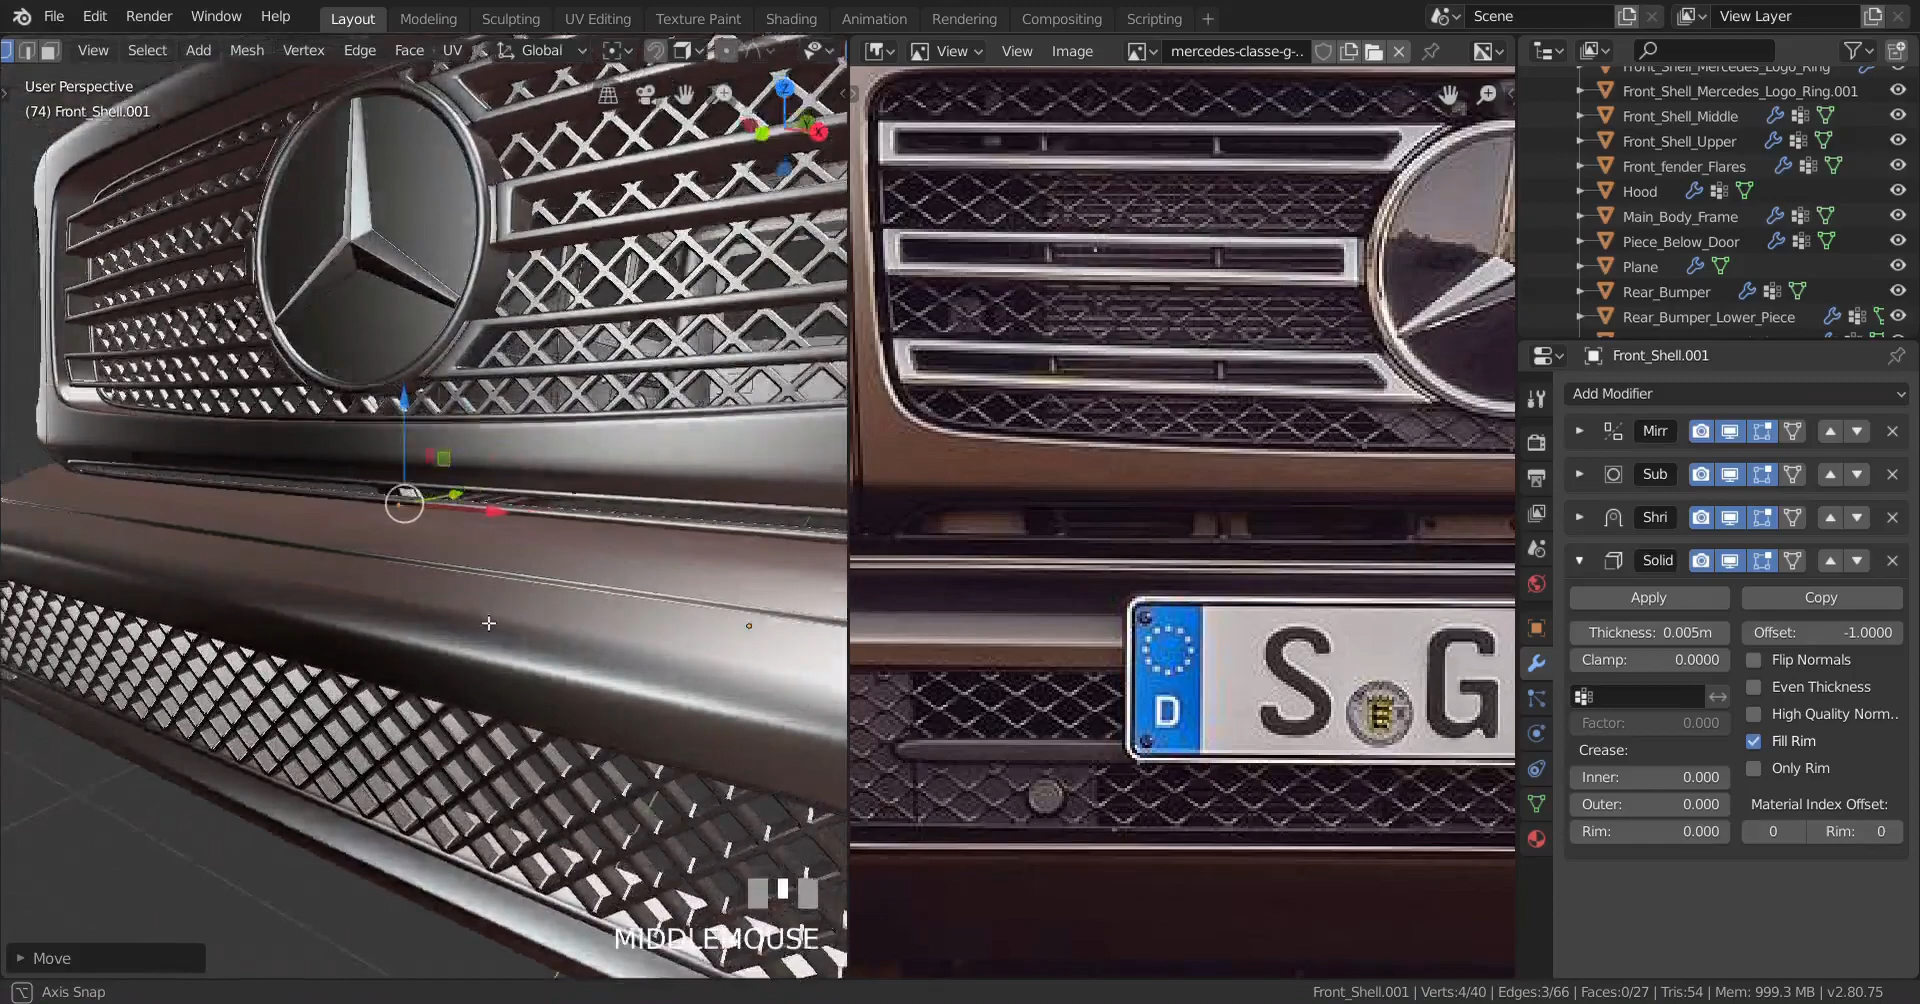 File Edit Render Window Help Layout Modeling Sculpting UV Editing Texture Paint Shading Animation Rendering Compositing Scripting + Scene View Layer
View Select Add Mesh Vertex Edge Face UV Global View View Image mercedes-classe-g-..
User Perspective
(74) Front_Shell.001
Z
Y
X
Front_Shell_Mercedes_Logo_Ring
Front_Shell_Mercedes_Logo_Ring.001
Front_Shell_Middle
Front_Shell_Upper
Front_fender_Flares
Hood
Main_Body_Frame
Piece_Below_Door
Plane
Rear_Bumper
Rear_Bumper_Lower_Piece
Front_Shell.001
Add Modifier
Mirr
Sub
Shri
Solid
Apply Copy
Thickness: 0.005m Offset: -1.0000
Clamp: 0.0000 Flip Normals
Even Thickness
High Quality Norm..
Factor: 0.000
Fill Rim
Crease:
Only Rim
Inner: 0.000
Outer: 0.000 Material Index Offset:
Rim: 0.000 0 Rim: 0
S G
D
MIDDLEMOUSE
Move
Axis Snap Front_Shell.001 | Verts:4/40 | Edges:3/66 | Faces:0/27 | Tris:54 | Mem: 999.3 MB | v2.80.75